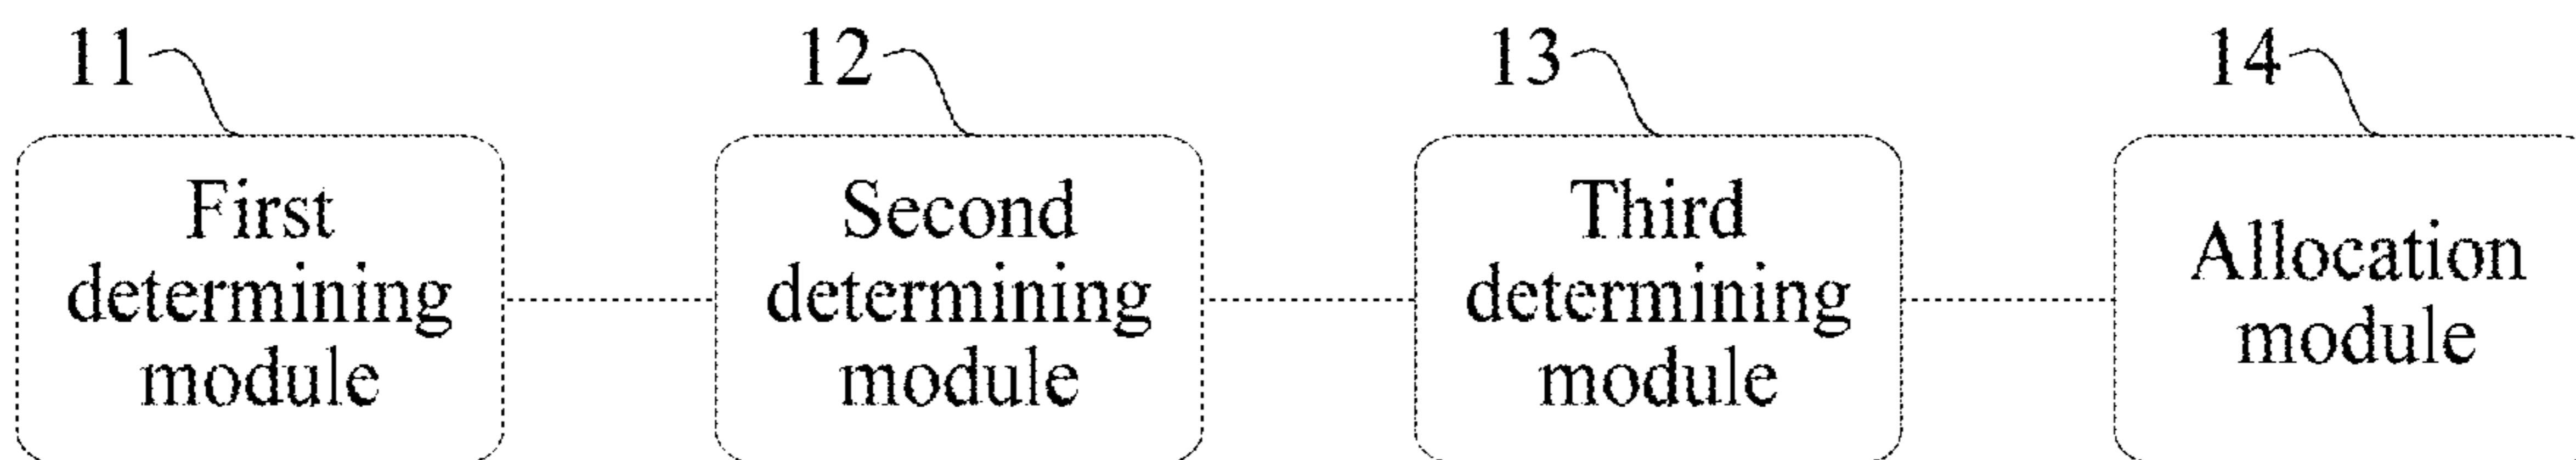 11
12
13
14
First
determining
module
Second
determining
module
Third
determining
module
Allocation
module